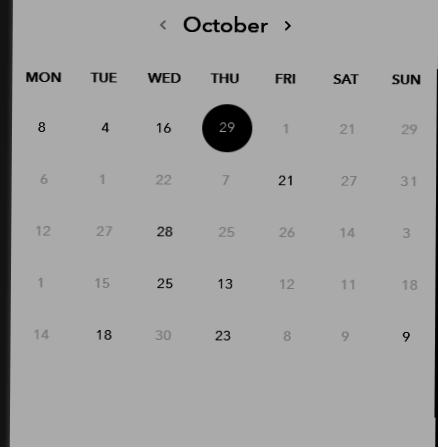 ‹ October ›
MON TUE WED THU FRI SAT SUN
8 4 16 29 1 21 29
6 1 22 7 21 27 31
12 27 28 25 26 14 3
1 15 25 13 12 11 18
14 18 30 23 8 9 9